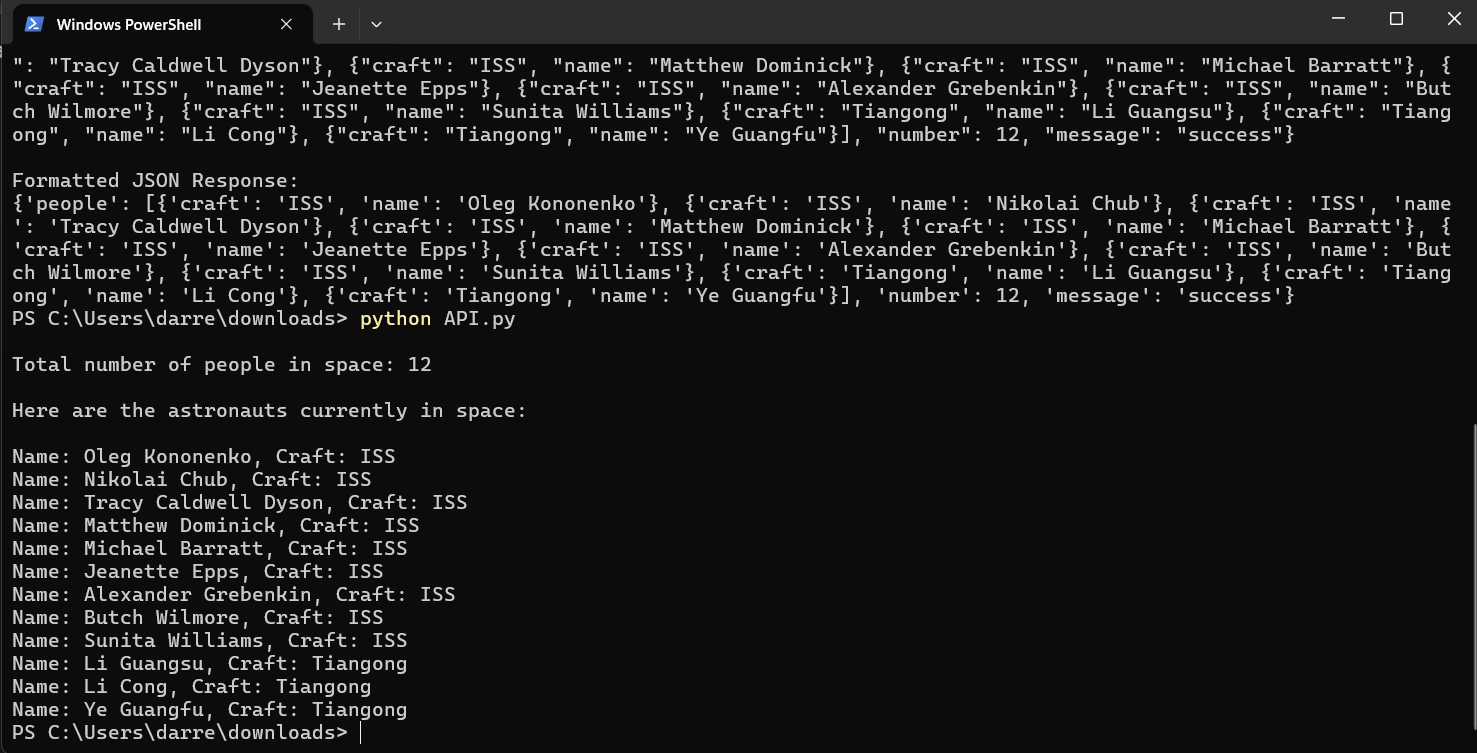 Windows PowerShell
": "Tracy Caldwell Dyson"}, {"craft": "ISS", "name": "Matthew Dominick"}, {"craft": "ISS", "name": "Michael Barratt"}, {
"craft": "ISS", "name": "Jeanette Epps"}, {"craft": "ISS", "name": "Alexander Grebenkin"}, {"craft": "ISS", "name": "But
ch Wilmore"}, {"craft": "ISS", "name": "Sunita Williams"}, {"craft": "Tiangong", "name": "Li Guangsu"}, {"craft": "Tiang
ong", "name": "Li Cong"}, {"craft": "Tiangong", "name": "Ye Guangfu"}], "number": 12, "message": "success"}
Formatted JSON Response:
{'people': [{'craft': 'ISS', 'name': 'Oleg Kononenko'}, {'craft': 'ISS', 'name': 'Nikolai Chub'}, {'craft': 'ISS', 'name
': 'Tracy Caldwell Dyson'}, {'craft': 'ISS', 'name': 'Matthew Dominick'}, {'craft': 'ISS', 'name': 'Michael Barratt'}, {
'craft': 'ISS', 'name': 'Jeanette Epps'}, {'craft': 'ISS', 'name': 'Alexander Grebenkin'}, {'craft': 'ISS', 'name': 'But
ch Wilmore'}, {'craft': 'ISS', 'name': 'Sunita Williams'}, {'craft': 'Tiangong', 'name': 'Li Guangsu'}, {'craft': 'Tiang
ong', 'name': 'Li Cong'}, {'craft': 'Tiangong', 'name': 'Ye Guangfu'}], 'number': 12, 'message': 'success'}
PS C:\Users\darre\downloads> python API.py
Total number of people in space: 12
Here are the astronauts currently in space:
Name: Oleg Kononenko, Craft: ISS
Name: Nikolai Chub, Craft: ISS
Name: Tracy Caldwell Dyson, Craft: ISS
Name: Matthew Dominick, Craft: ISS
Name: Michael Barratt, Craft: ISS
Name: Jeanette Epps, Craft: ISS
Name: Alexander Grebenkin, Craft: ISS
Name: Butch Wilmore, Craft: ISS
Name: Sunita Williams, Craft: ISS
Name: Li Guangsu, Craft: Tiangong
Name: Li Cong, Craft: Tiangong
Name: Ye Guangfu, Craft: Tiangong
PS C:\Users\darre\downloads>